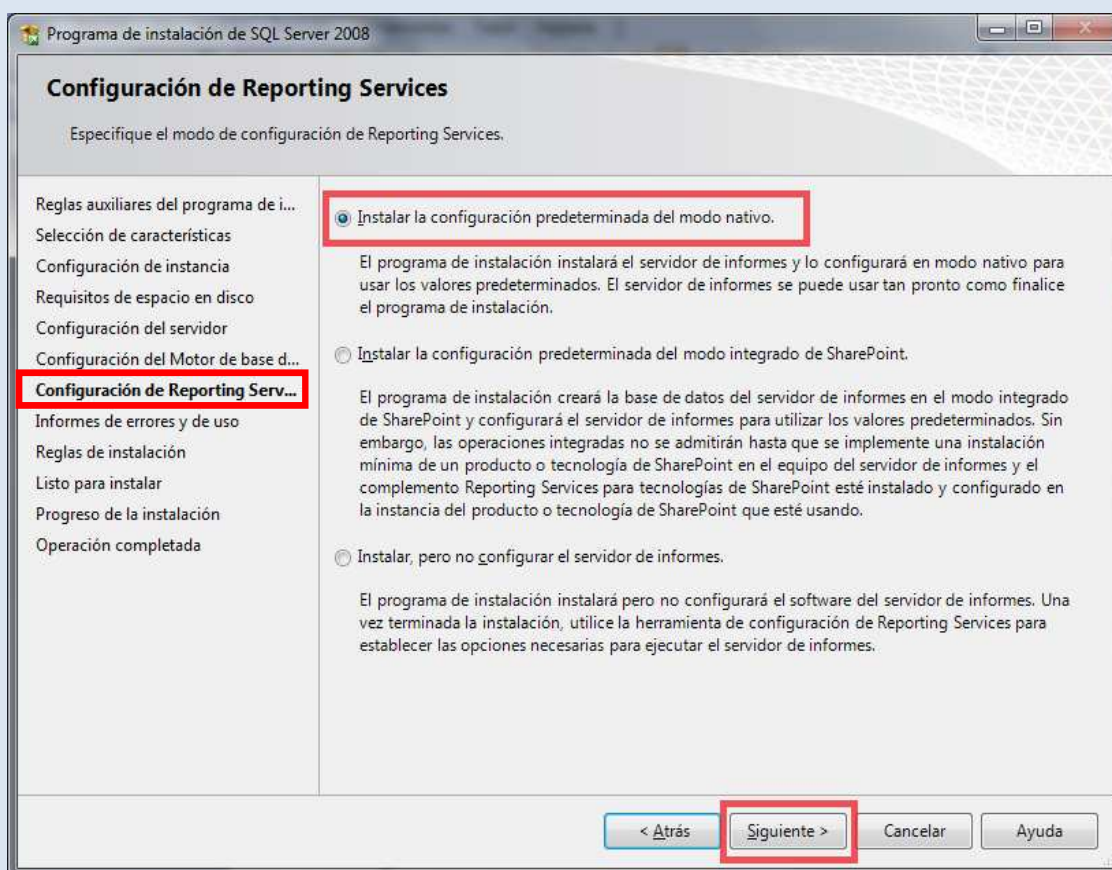 Programa de instalación de SQL Server 2008
Configuración de Reporting Services
Especifique el modo de configuración de Reporting Services.
Reglas auxiliares del programa de i...
Selección de características
Configuración de instancia
Requisitos de espacio en disco
Configuración del servidor
Configuración del Motor de base d...
Configuración de Reporting Serv...
Informes de errores y de uso
Reglas de instalación
Listo para instalar
Progreso de la instalación
Operación completada
Instalar la configuración predeterminada del modo nativo.
El programa de instalación instalará el servidor de informes y lo configurará en modo nativo para
usar los valores predeterminados. El servidor de informes se puede usar tan pronto como finalice
el programa de instalación.
Instalar la configuración predeterminada del modo integrado de SharePoint.
El programa de instalación creará la base de datos del servidor de informes en el modo integrado
de SharePoint y configurará el servidor de informes para utilizar los valores predeterminados. Sin
embargo, las operaciones integradas no se admitirán hasta que se implemente una instalación
mínima de un producto o tecnología de SharePoint en el equipo del servidor de informes y el
complemento Reporting Services para tecnologías de SharePoint esté instalado y configurado en
la instancia del producto o tecnología de SharePoint que esté usando.
Instalar, pero no configurar el servidor de informes.
El programa de instalación instalará pero no configurará el software del servidor de informes. Una
vez terminada la instalación, utilice la herramienta de configuración de Reporting Services para
establecer las opciones necesarias para ejecutar el servidor de informes.
< Atrás
Siguiente >
Cancelar
Ayuda